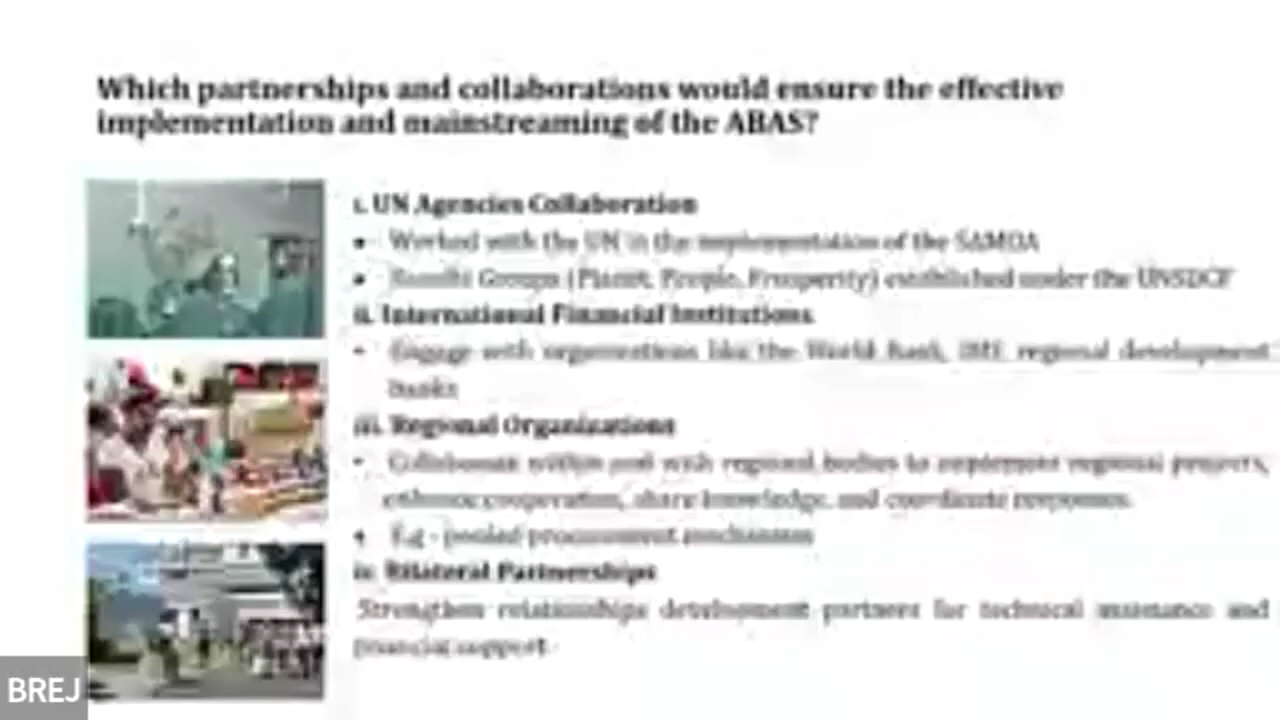 Which partnerships and collaborations would ensure the effective
implementation and mainstreaming of the ABAS?
i. UN Agencies Collaboration
• Worked with the UN in the implementation of the SAMOA
• Results Groups (Planet, People, Prosperity) established under the UNSDCF
ii. International Financial Institutions
• Engage with organizations like the World Bank, IMF, regional development
banks
iii. Regional Organizations
• Collaborate within and with regional bodies to implement regional projects,
enhance cooperation, share knowledge, and coordinate responses.
• E.g - pooled procurement mechanism
iv. Bilateral Partnerships
Strengthen relationships development partners for technical assistance and
financial support
BREJ